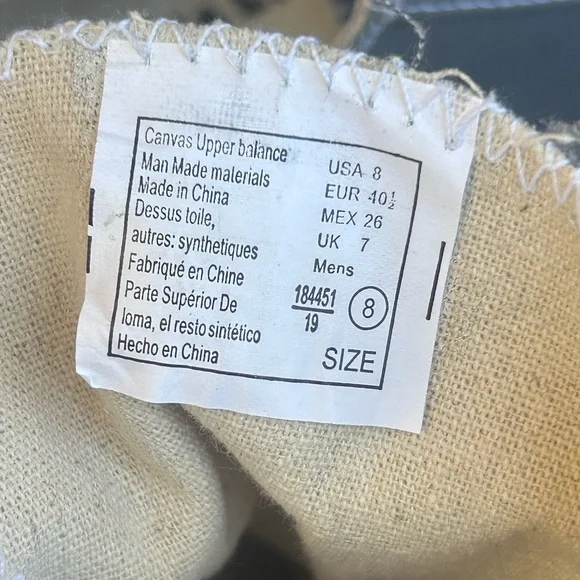 Canvas Upper balance
Man Made materials
Made in China
Dessus toile,
autres: synthetiques
Fabriqué en Chine
Parte Supérior De
loma, el resto sintético
Hecho en China
USA 8
EUR 40½
MEX 26
UK 7
Mens
184451
19
8
SIZE